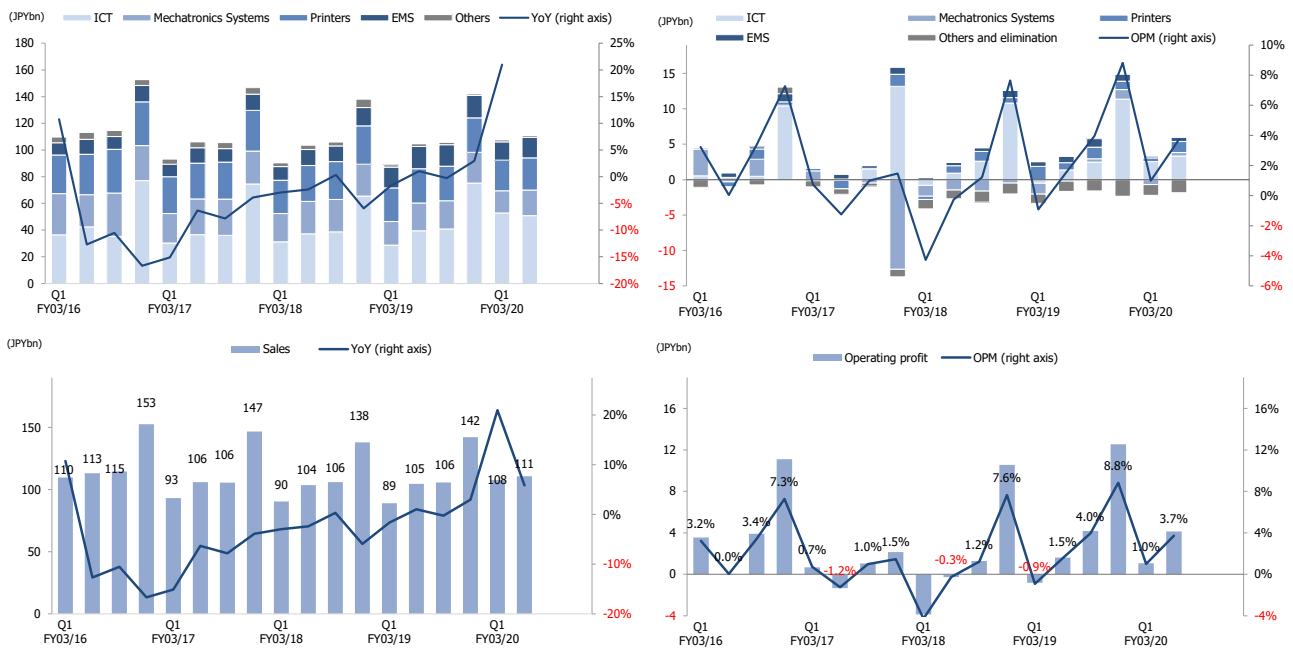 (JPYbn)
ICT Mechatronics Systems Printers EMS Others YoY (right axis)
180 25%
160 20%
140 15%
120 10%
100 5%
80 0%
60 -5%
40 -10%
20 -15%
0 -20%
Q1 Q1 Q1 Q1 Q1
FY03/16 FY03/17 FY03/18 FY03/19 FY03/20
(JPYbn)
ICT Mechatronics Systems Printers
EMS Others and elimination OPM (right axis)
10%
15 8%
10 6%
4%
5 2%
0 0%
-5 -2%
-10 -4%
-15 -6%
Q1 Q1 Q1 Q1 Q1
FY03/16 FY03/17 FY03/18 FY03/19 FY03/20
(JPYbn)
Sales YoY (right axis)
150 20%
100 10%
50 0%
-10%
0 -20%
110 113 115 153 93 106 106 147 90 104 106 138 89 105 106 142 108 111
Q1 Q1 Q1 Q1 Q1
FY03/16 FY03/17 FY03/18 FY03/19 FY03/20
(JPYbn)
Operating profit OPM (right axis)
16 16%
12 12%
8 8%
4 4%
0 0%
-4 -4%
3.2% 0.0% 3.4% 7.3% 0.7% -1.2% 1.0% 1.5% -0.3% 1.2% 7.6% -0.9% 1.5% 4.0% 8.8% 1.0% 3.7%
Q1 Q1 Q1 Q1 Q1
FY03/16 FY03/17 FY03/18 FY03/19 FY03/20